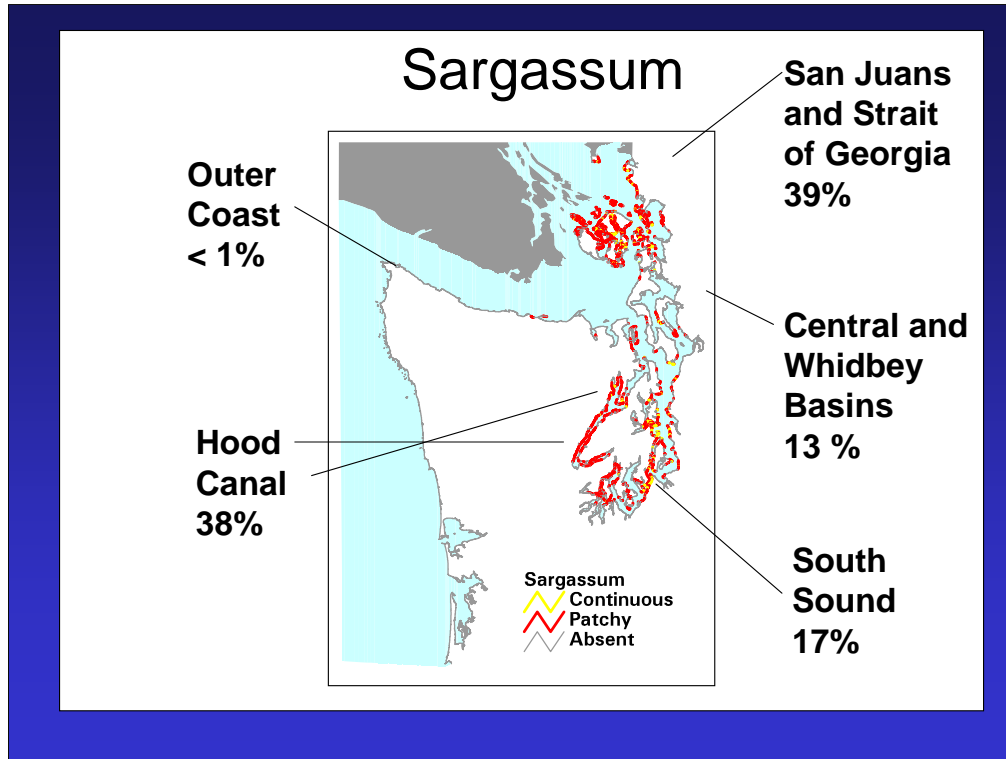 Sargassum
San Juans
and Strait
of Georgia
39%
Outer
Coast
< 1%
Central and
Whidbey
Basins
13 %
Hood
Canal
38%
South
Sound
17%
Sargassum
Continuous
Patchy
Absent